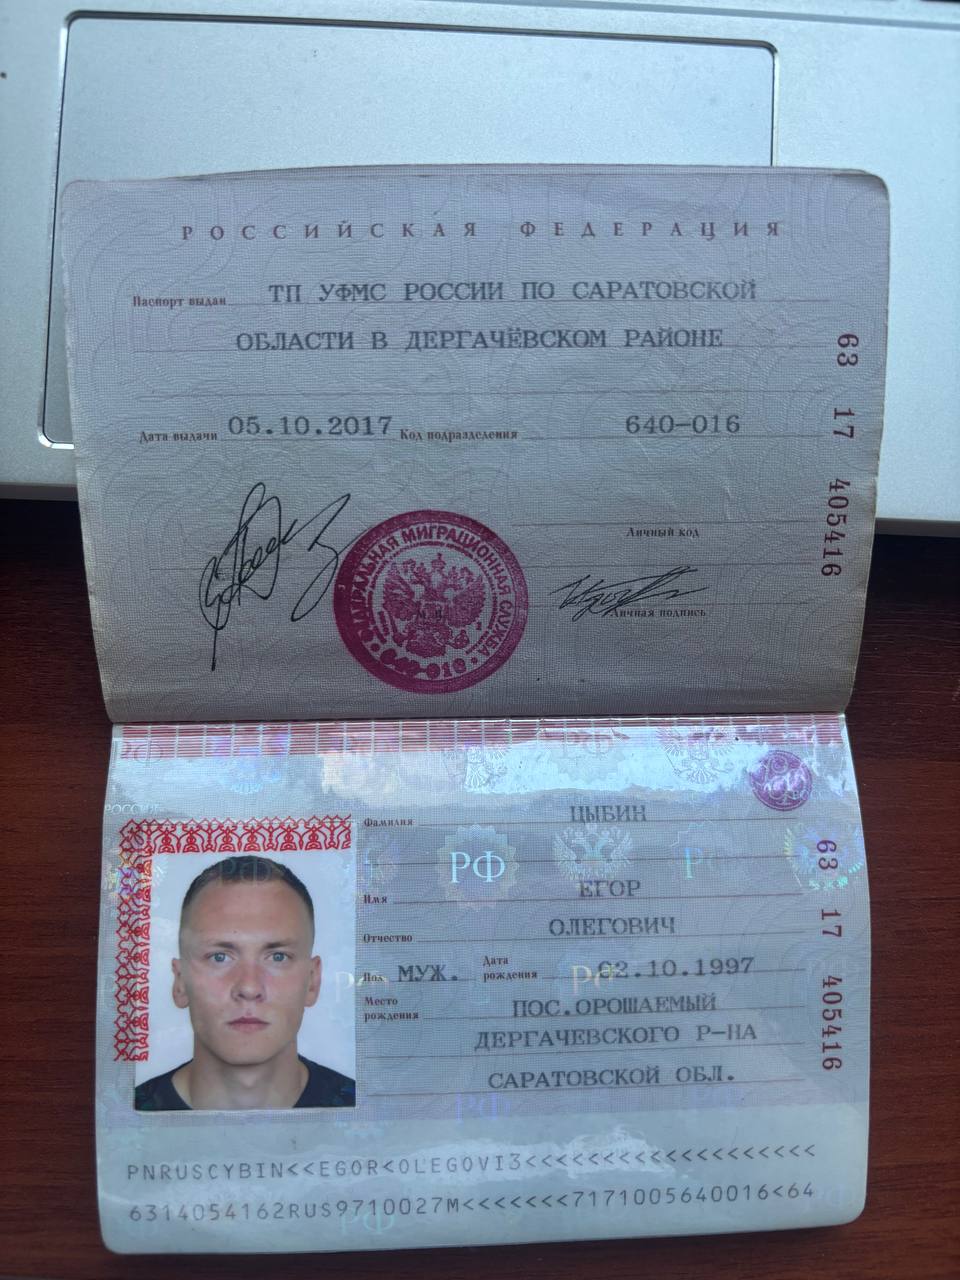 РОССИЙСКАЯ ФЕДЕРАЦИЯ
Паспорт выдан ТП УФМС РОССИИ ПО САРАТОВСКОЙ
ОБЛАСТИ В ДЕРГАЧЁВСКОМ РАЙОНЕ
Дата выдачи 05.10.2017 Код подразделения 640-016
63 17 405416
Личный код
Личная подпись
ФЕДЕРАЛЬНАЯ МИГРАЦИОННАЯ СЛУЖБА
640-016
РФ
Фамилия ЦЫБИН
РФ
Имя ЕГОР
Отчество ОЛЕГОВИЧ
Пол МУЖ. Дата рождения 02.10.1997
Место рождения ПОС.ОРОШАЕМЫЙ
ДЕРГАЧЕВСКОГО Р-НА
САРАТОВСКОЙ ОБЛ.
63 17 405416
PNRUSCYBIN<<EGOR<OLEGOVI3<<<<<<<<<<<<<<<<<<<
6314054162RUS9710027M<<<<<<<7171005640016<64